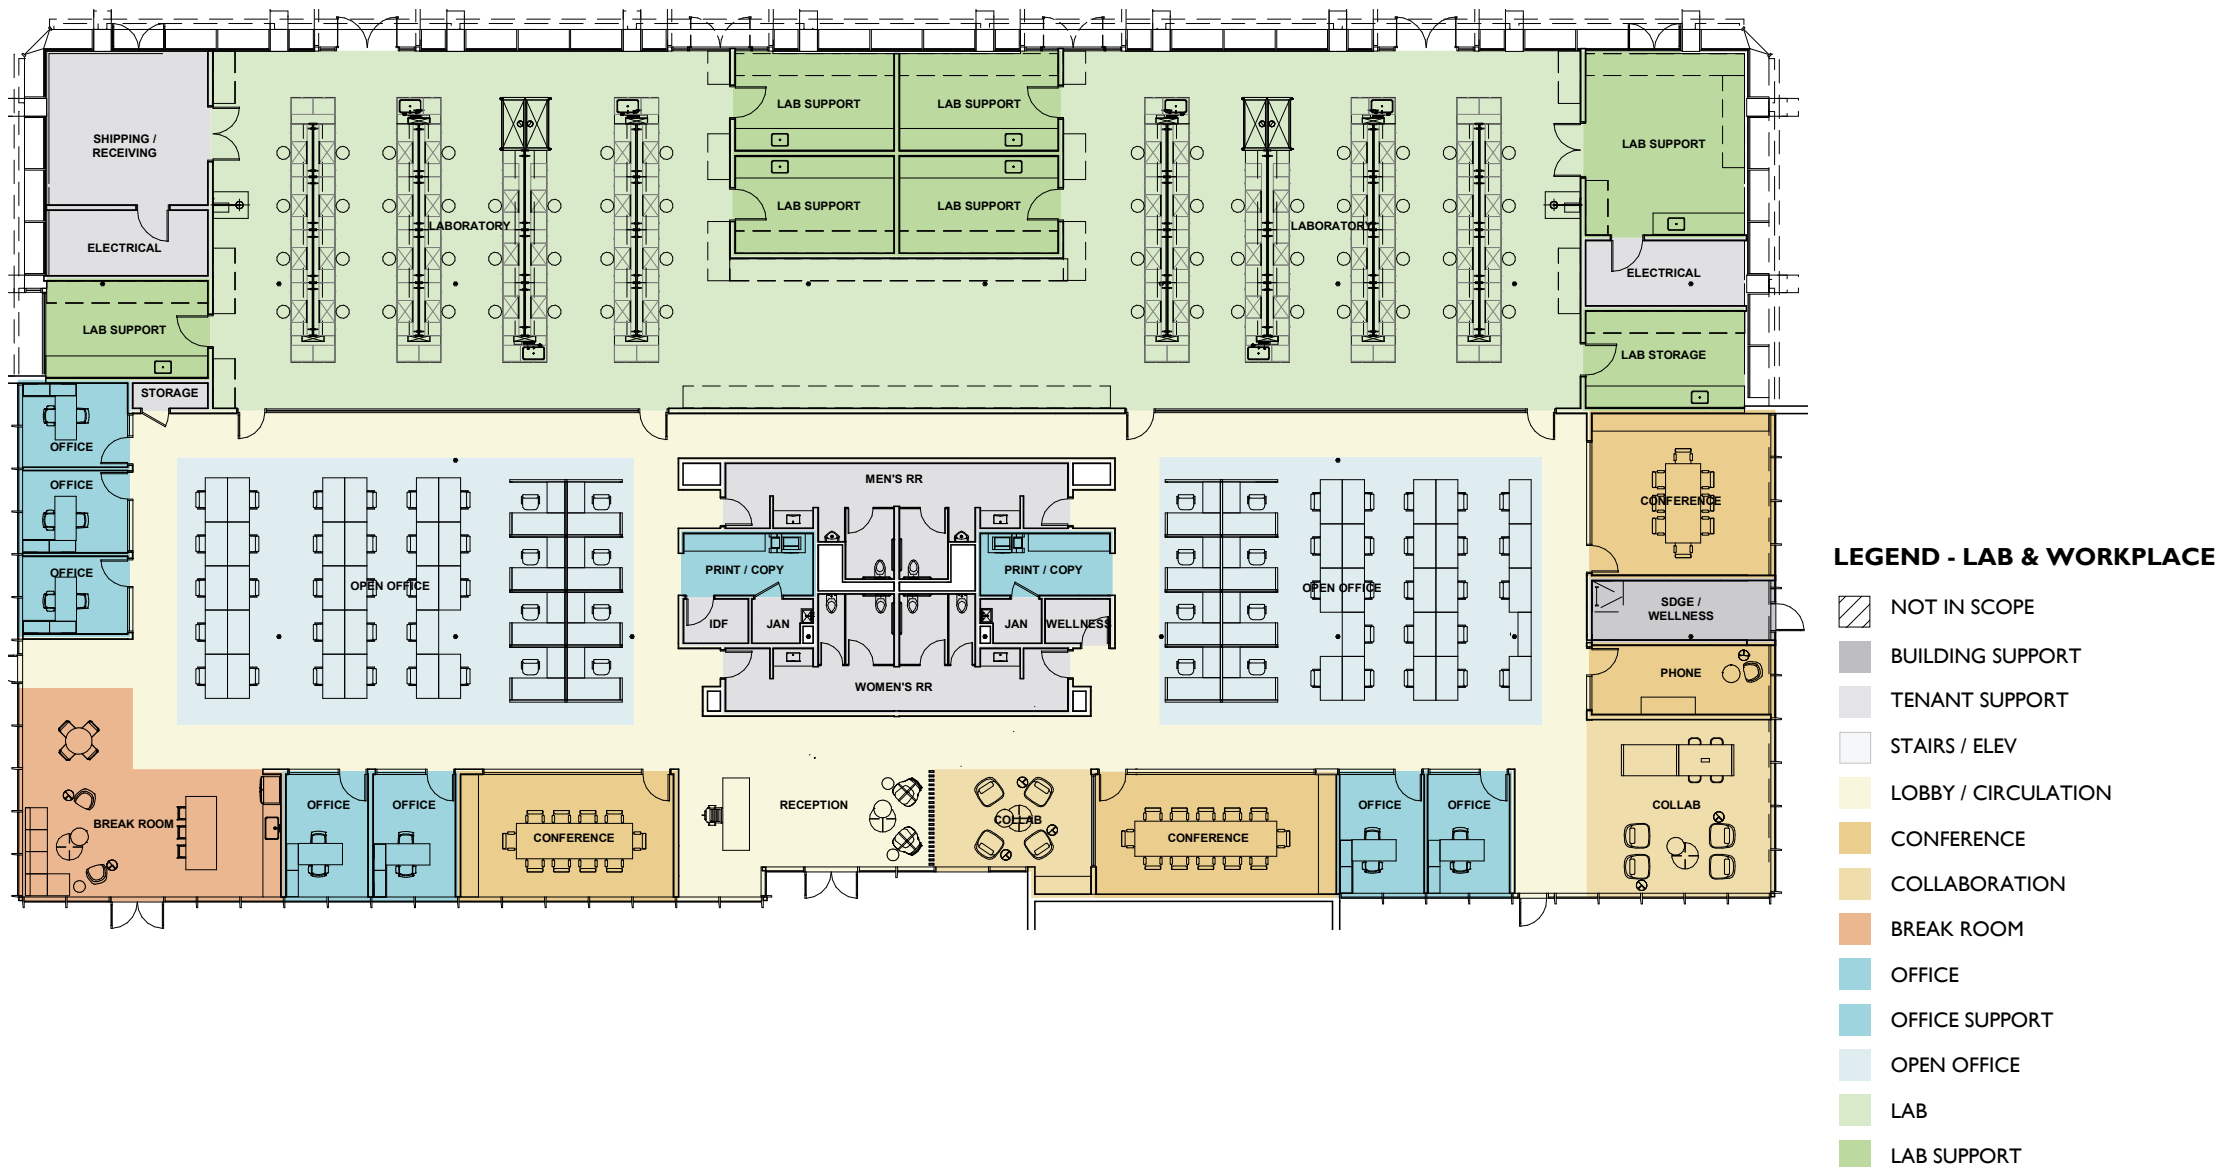 LAB SUPPORT
LAB SUPPORT
SHIPPING /
RECEIVING
LAB SUPPORT
LAB SUPPORT
LAB SUPPORT
LABORATORY
LABORATORY
ELECTRICAL
ELECTRICAL
LAB SUPPORT
LAB STORAGE
STORAGE
OFFICE
OFFICE
OFFICE
OPEN OFFICE
MEN'S RR
PRINT / COPY
PRINT / COPY
IDF
JAN
JAN
WELLNESS
WOMEN'S RR
OPEN OFFICE
CONFERENCE
SDGE /
WELLNESS
PHONE
COLLAB
BREAK ROOM
OFFICE
OFFICE
CONFERENCE
RECEPTION
COLLAB
CONFERENCE
OFFICE
OFFICE
LEGEND - LAB & WORKPLACE
NOT IN SCOPE
BUILDING SUPPORT
TENANT SUPPORT
STAIRS / ELEV
LOBBY / CIRCULATION
CONFERENCE
COLLABORATION
BREAK ROOM
OFFICE
OFFICE SUPPORT
OPEN OFFICE
LAB
LAB SUPPORT